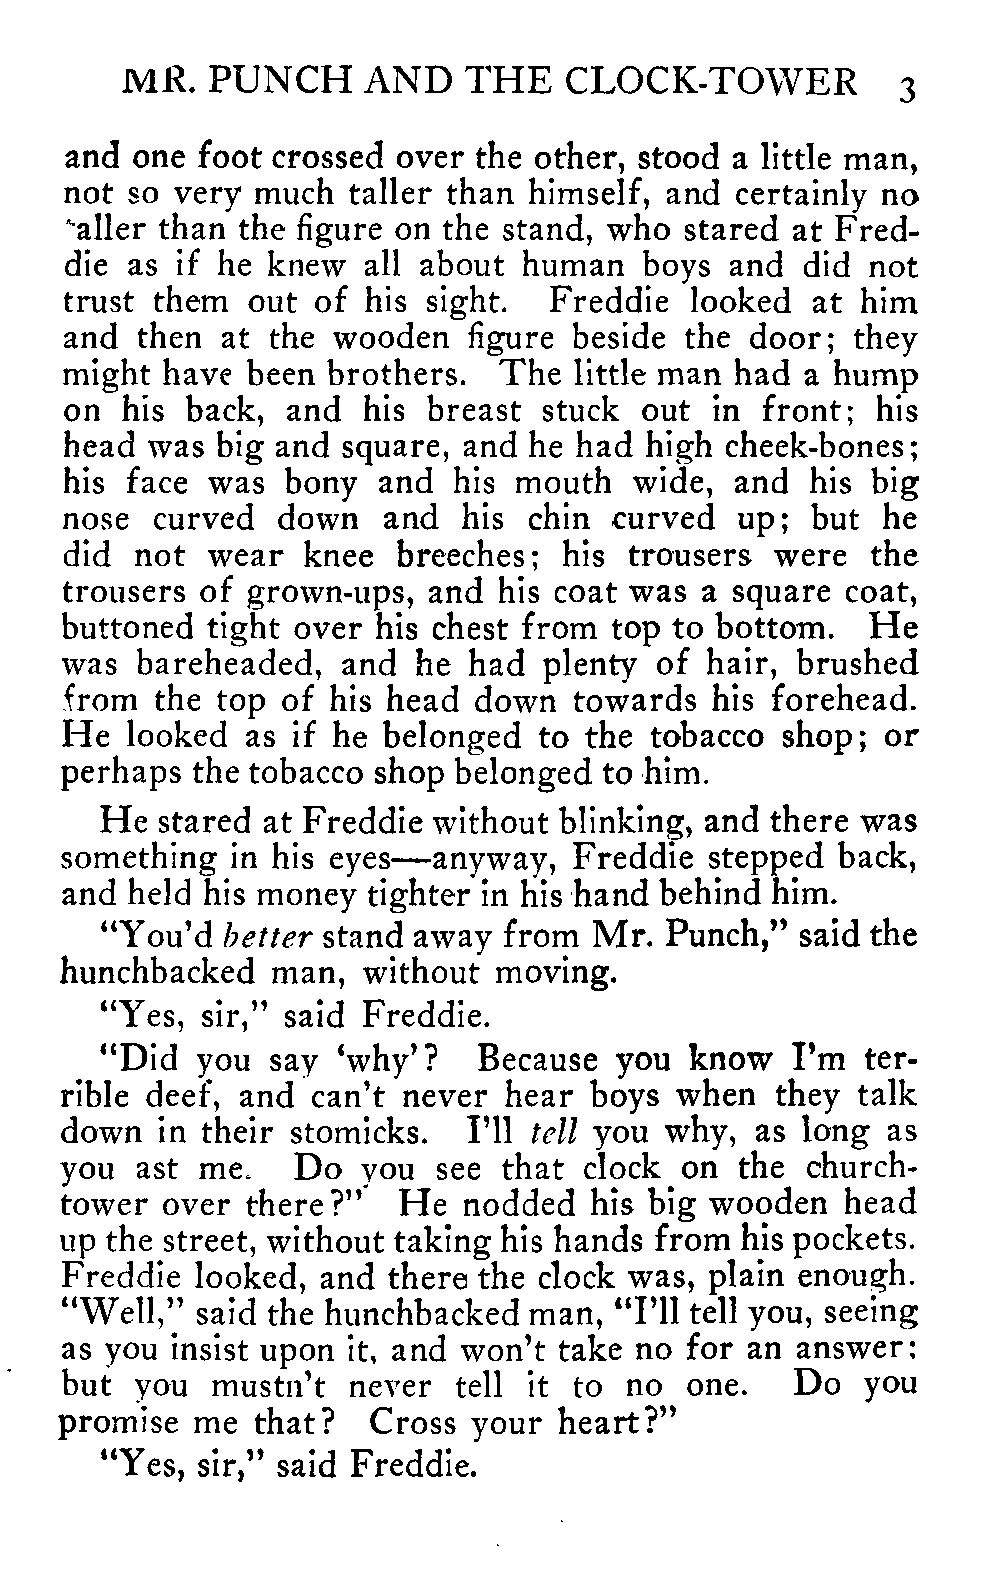 MR. PUNCH AND THE CLOCK-TOWER 3
and one foot crossed over the other, stood a little man,
not so very much taller than himself, and certainly no
taller than the figure on the stand, who stared at Fred-
die as if he knew all about human boys and did not
trust them out of his sight. Freddie looked at him
and then at the wooden figure beside the door; they
might have been brothers. The little man had a hump
on his back, and his breast stuck out in front; his
head was big and square, and he had high cheek-bones;
his face was bony and his mouth wide, and his big
nose curved down and his chin curved up; but he
did not wear knee breeches; his trousers were the
trousers of grown-ups, and his coat was a square coat,
buttoned tight over his chest from top to bottom. He
was bareheaded, and he had plenty of hair, brushed
from the top of his head down towards his forehead.
He looked as if he belonged to the tobacco shop; or
perhaps the tobacco shop belonged to him.
He stared at Freddie without blinking, and there was
something in his eyes—anyway, Freddie stepped back,
and held his money tighter in his hand behind him.
"You'd better stand away from Mr. Punch," said the
hunchbacked man, without moving.
"Yes, sir," said Freddie.
"Did you say 'why'? Because you know I'm ter-
rible deef, and can't never hear boys when they talk
down in their stomicks. I'll tell you why, as long as
you ast me. Do you see that clock on the church-
tower over there?" He nodded his big wooden head
up the street, without taking his hands from his pockets.
Freddie looked, and there the clock was, plain enough.
"Well," said the hunchbacked man, "I'll tell you, seeing
as you insist upon it, and won't take no for an answer;
but you mustn't never tell it to no one. Do you
promise me that? Cross your heart?"
"Yes, sir," said Freddie.